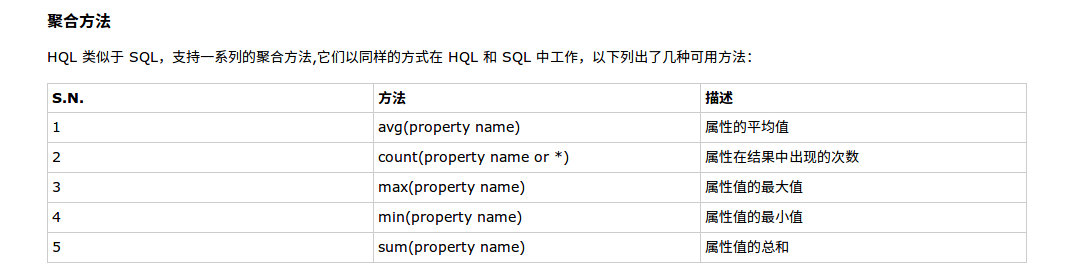 聚合方法
HQL 类似于 SQL，支持一系列的聚合方法,它们以同样的方式在 HQL 和 SQL 中工作，以下列出了几种可用方法：
S.N. 方法 描述
1 avg(property name) 属性的平均值
2 count(property name or *) 属性在结果中出现的次数
3 max(property name) 属性值的最大值
4 min(property name) 属性值的最小值
5 sum(property name) 属性值的总和